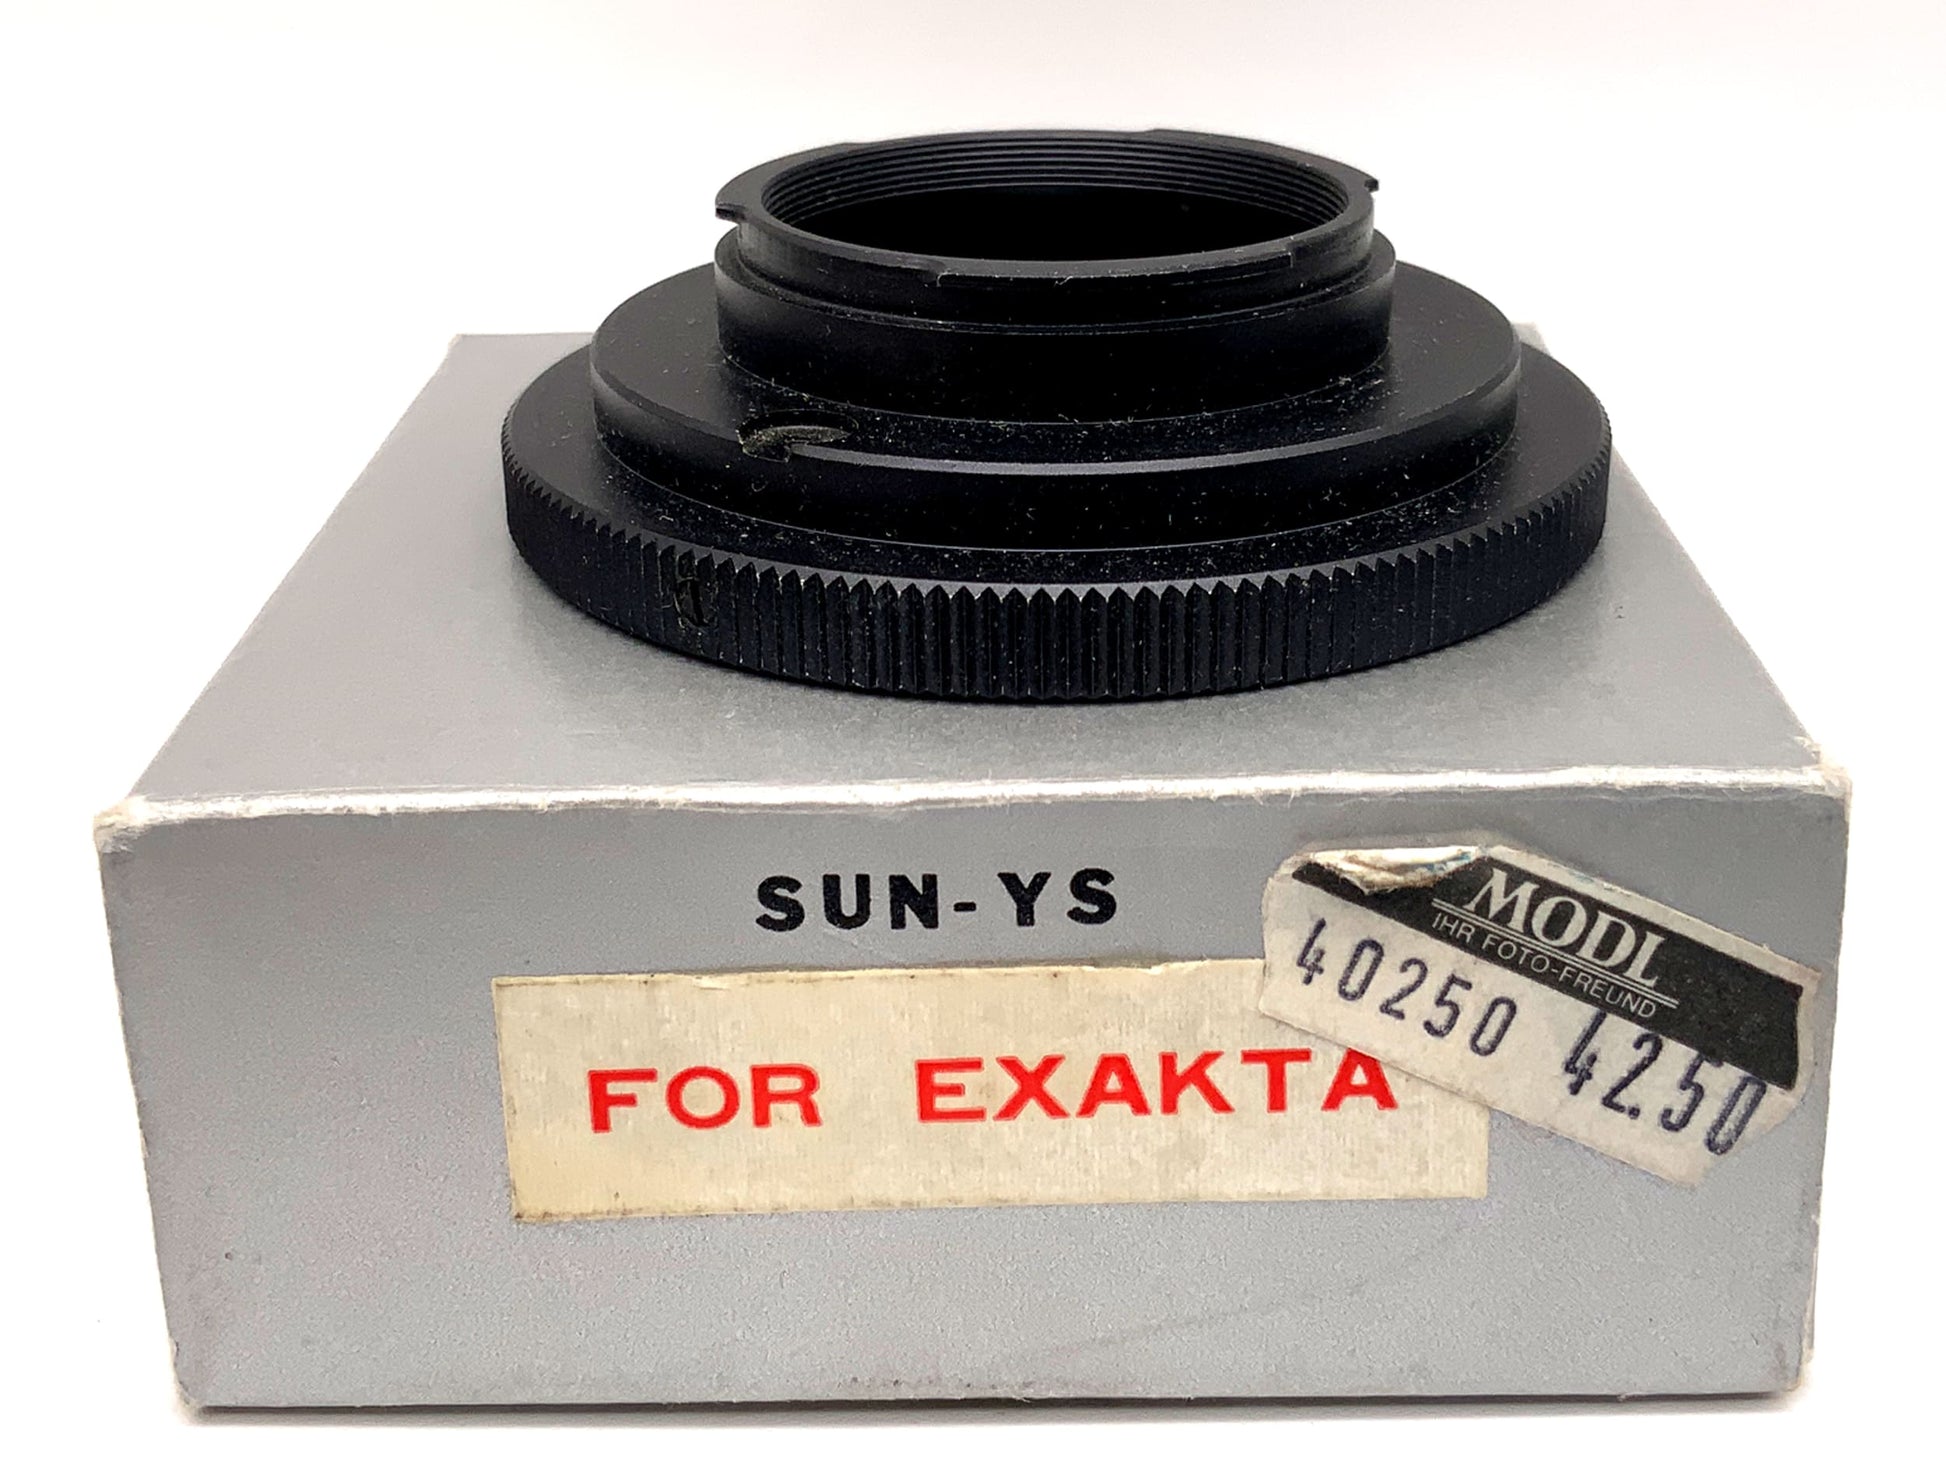 SUN-YS
FOR EXAKTA
MODL
IHR FOTO-FREUND
40250 42.50